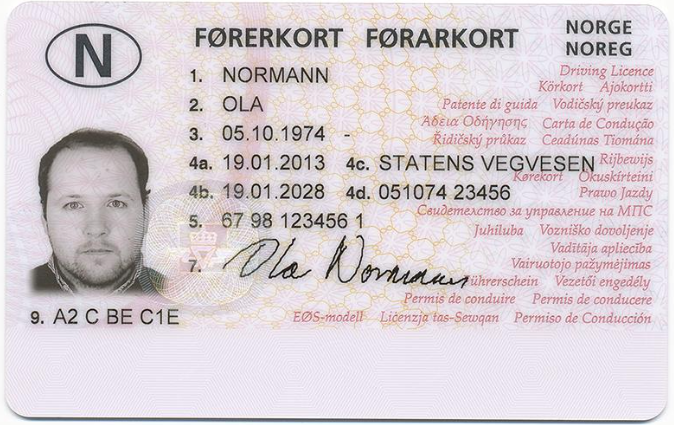 N
FØRERKORT FØRARKORT
NORGE
NOREG
1. NORMANN
2. OLA
3. 05.10.1974 -
4a. 19.01.2013 4c. STATENS VEGVESEN
4b. 19.01.2028 4d. 051074 23456
5. 67 98 123456 1
7. Ola Normann
9. A2 C BE C1E
Driving Licence
Körkort Ajokortti
Patente di guida Vodičský preukaz
Άδεια Οδήγησης Carta de Condução
Řidičský průkaz Ceadúnas Tiomána
Rijbewijs
Kørekort Ökuskírteini
Prawo Jazdy
Свидетелство за управление на МПС
Juhiluba Vozniško dovoljenje
Vadītāja apliecība
Vairuotojo pažymėjimas
ührerschein Vezetői engedély
Permis de conduire Permis de conducere
EØS-modell Liċenzja tas-Sewqan Permiso de Conducción